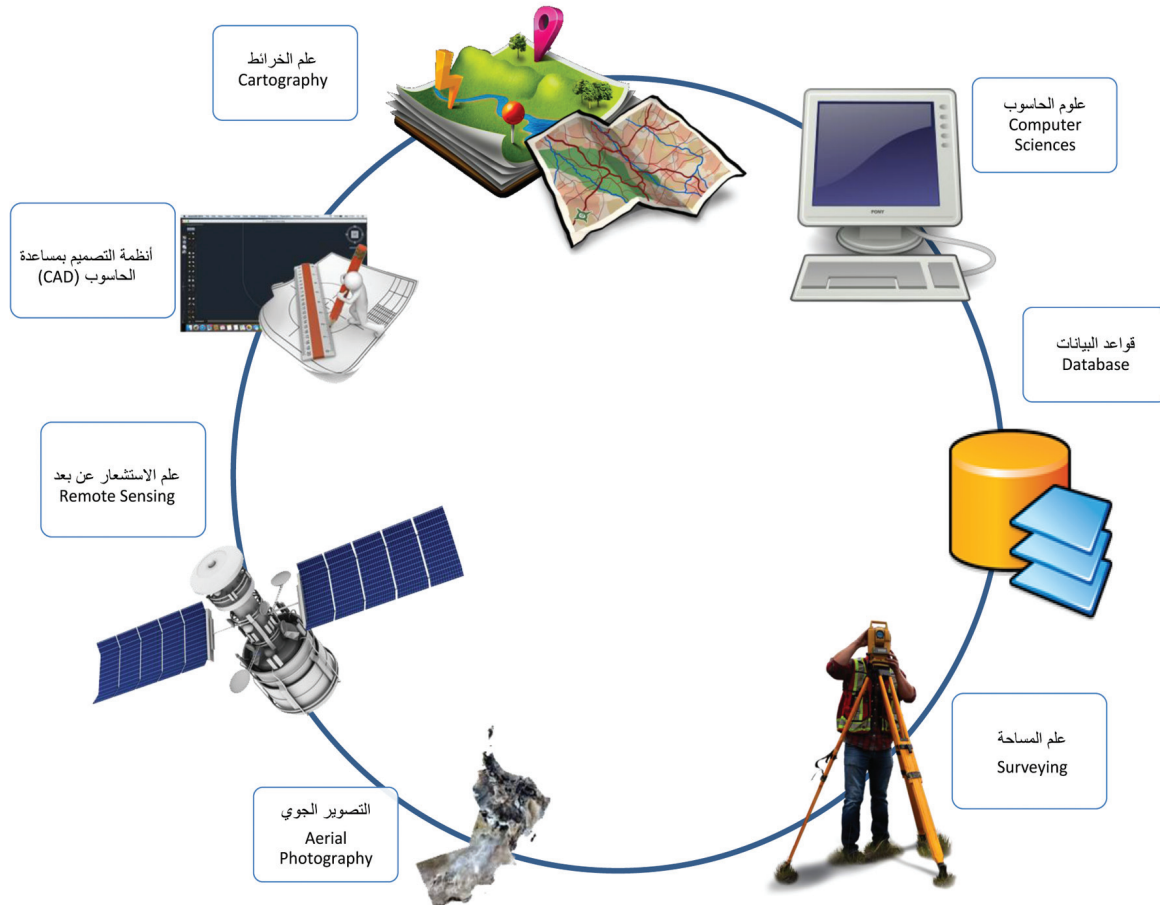 علم الخرائط
Cartography
علوم الحاسوب
Computer
Sciences
أنظمة التصميم بمساعدة
الحاسوب (CAD)
قواعد البيانات
Database
علم الاستشعار عن بعد
Remote Sensing
علم المساحة
Surveying
التصوير الجوي
Aerial
Photography